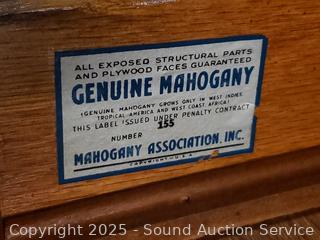 ALL EXPOSED STRUCTURAL PARTS
AND PLYWOOD FACES GUARANTEED
GENUINE MAHOGANY
(GENUINE MAHOGANY GROWS ONLY IN WEST INDIES,
TROPICAL AMERICA AND WEST COAST AFRICA)
THIS LABEL ISSUED UNDER PENALTY CONTRACT
NUMBER 155
MAHOGANY ASSOCIATION, INC.
COPYRIGHT-U.S.A.
Copyright 2025 - Sound Auction Service